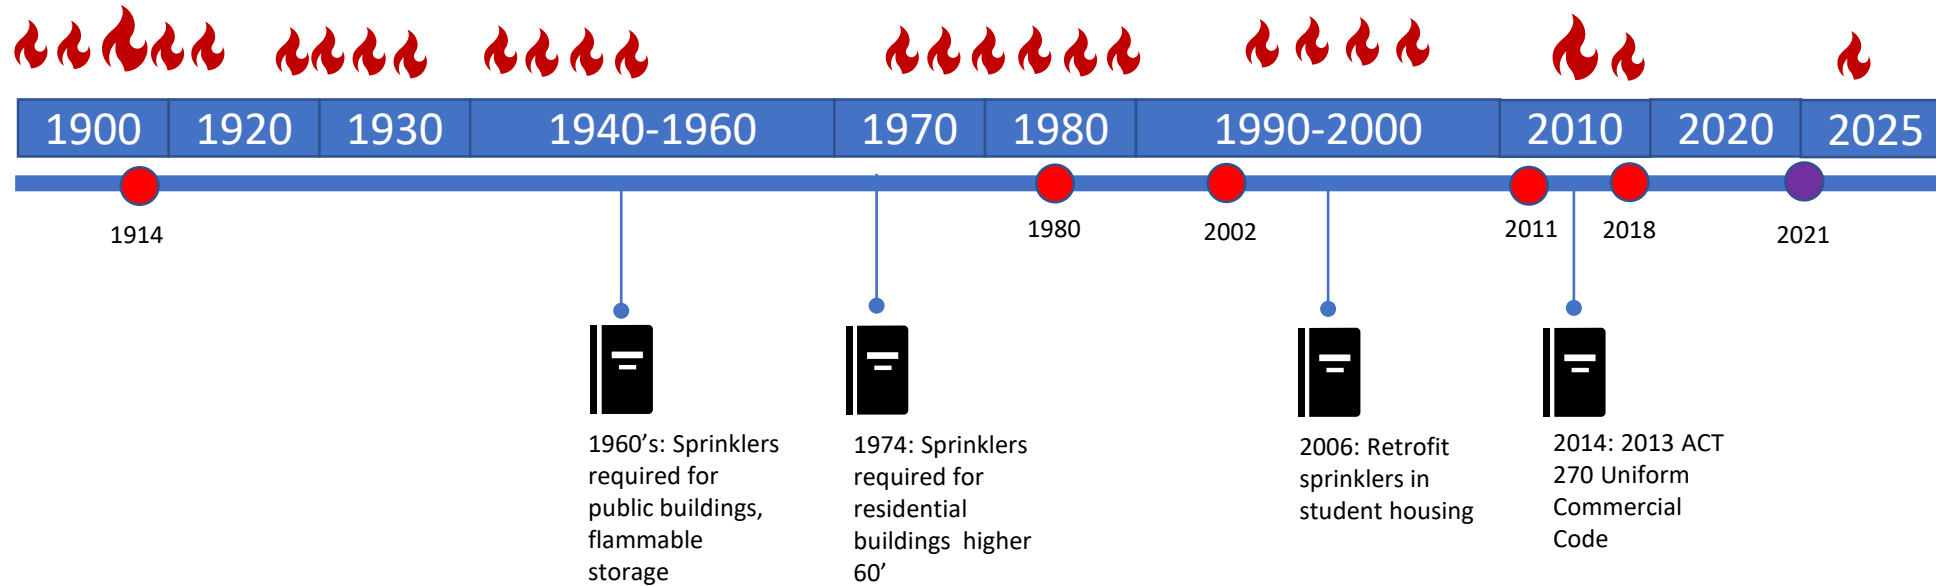 1900 1920 1930 1940-1960 1970 1980 1990-2000 2010 2020 2025
1914 1980 2002 2011 2018 2021
1960’s: Sprinklers
required for
public buildings,
flammable
storage
1974: Sprinklers
required for
residential
buildings higher
60’
2006: Retrofit
sprinklers in
student housing
2014: 2013 ACT
270 Uniform
Commercial
Code